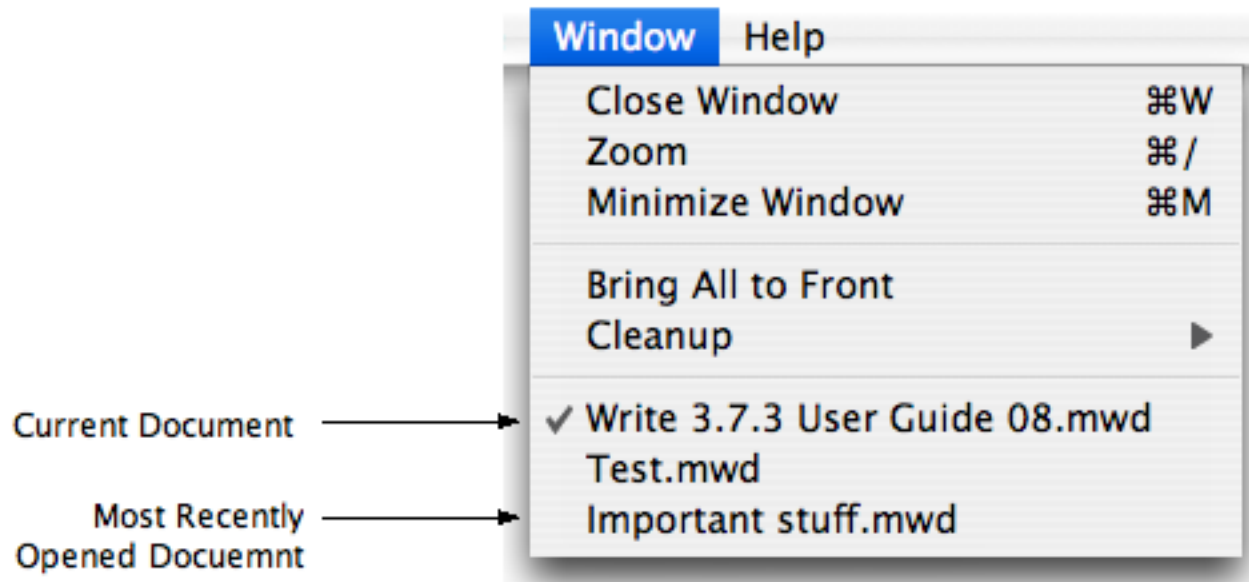 Window Help
Close Window ⌘W
Zoom ⌘/
Minimize Window ⌘M
Bring All to Front
Cleanup
Current Document
Write 3.7.3 User Guide 08.mwd
Test.mwd
Most Recently
Opened Docuemnt
Important stuff.mwd